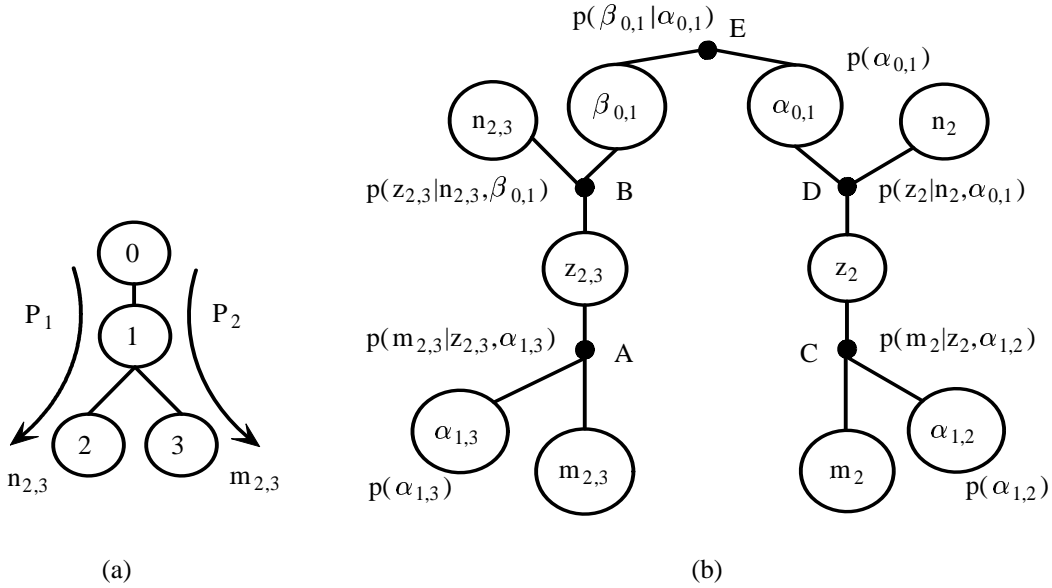 p(β₀,₁|α₀,₁)
E
p(α₀,₁)
n₂,₃
β₀,₁
α₀,₁
n₂
p(z₂,₃|n₂,₃,β₀,₁)
B
D
p(z₂|n₂,α₀,₁)
0
z₂,₃
z₂
P₁
1
P₂
p(m₂,₃|z₂,₃,α₁,₃)
A
C
p(m₂|z₂,α₁,₂)
2
3
α₁,₃
α₁,₂
n₂,₃
m₂,₃
p(α₁,₃)
m₂,₃
m₂
p(α₁,₂)
(a)
(b)